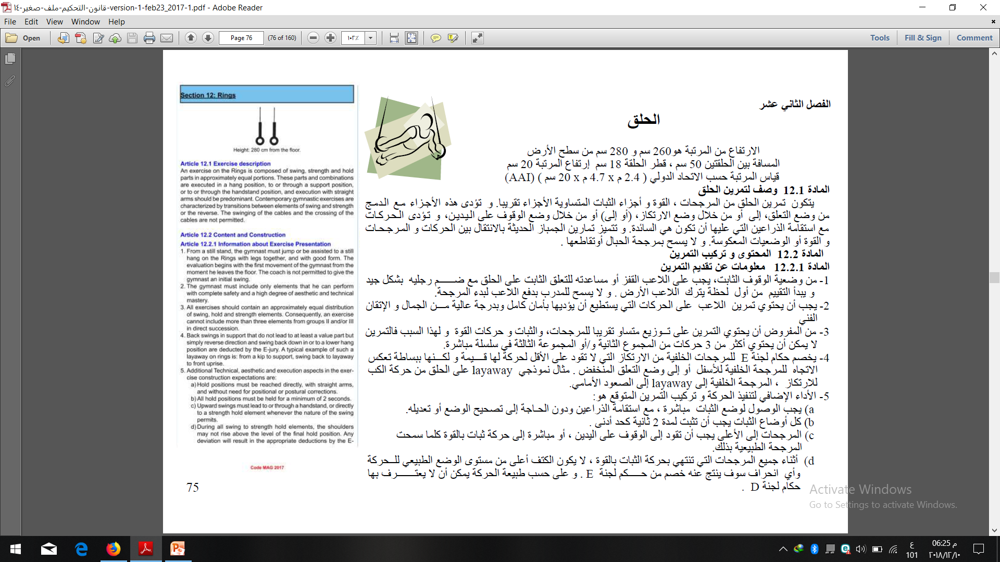 قانون-التحكيم-ملف-صغير-١٤-version-1-feb23_2017-1.pdf - Adobe Reader
File Edit View Window Help
Open Page 76 (76 of 160) ١٠٢٪ Tools Fill & Sign Comment
Section 12: Rings
Height: 280 cm from the floor.
Article 12.1 Exercise description
An exercise on the Rings is composed of swing, strength and hold
parts in approximately equal portions. These parts and combinations
are executed in a hang position, to or through a support position,
or to or through the handstand position, and execution with straight
arms should be predominant. Contemporary gymnastic exercises are
characterized by transitions between elements of swing and strength
or the reverse. The swinging of the cables and the crossing of the
cables are not permitted.
Article 12.2 Content and Construction
Article 12.2.1 Information about Exercise Presentation
1. From a still stand, the gymnast must jump or be assisted to a still
hang on the Rings with legs together, and with good form. The
evaluation begins with the first movement of the gymnast from the
moment he leaves the floor. The coach is not permitted to give the
gymnast an initial swing.
2. The gymnast must include only elements that he can perform
with complete safety and a high degree of aesthetic and technical
mastery.
3. All exercises should contain an approximately equal distribution
of swing, hold and strength elements. Consequently, an exercise
cannot include more than three elements from groups II and/or III
in direct succession.
4. Back swings in support that do not lead to at least a value part but
simply reverse direction and swing back down in or to a lower hang
position are deducted by the E-jury. A typical example of such a
layaway on rings is: from a kip to support, swing back to layaway
to front uprise.
5. Additional Technical, aesthetic and execution aspects in the exer-
cise construction expectations are:
a) Hold positions must be reached directly, with straight arms,
and without need for positional or postural corrections.
b) All hold positions must be held for a minimum of 2 seconds.
c) Upward swings must lead to or through a handstand, or directly
to a strength hold element whenever the nature of the swing
permits.
d) During all swing to strength hold elements, the shoulders
may not rise above the level of the final hold position. Any
deviation will result in the appropriate deductions by the E-
Code MAG 2017
75
الفصل الثاني عشر
الحلق
الارتفاع من المرتبة هو260 سم و 280 سم من سطح الأرض
المسافة بين الحلقتين 50 سم ، قطر الحلقة 18 سم إرتفاع المرتبة 20 سم
قياس المرتبة حسب الاتحاد الدولي ( 2.4 م x 4.7 م x 20 سم ) (AAI)
المادة 12.1 وصف لتمرين الحلق
يتكون تمرين الحلق من المرجحات ، القوة و أجزاء الثبات المتساوية الأجزاء تقريبا. و تؤدى هذه الأجزاء مع الدمج
من وضع التعلق، إلى أو من خلال وضع الارتكاز، (أو إلى) أو من خلال وضع الوقوف على اليدين، و تؤدى الحركات
مع استقامة الذراعين التي عليها أن تكون هي السائدة. و تتميز تمارين الجمباز الحديثة بالانتقال بين الحركات و المرجحات
و القوة أو الوضعيات المعكوسة. و لا يسمح بمرجحة الحبال أوتقاطعها .
المادة 12.2 المحتوى و تركيب التمرين
المادة 12.2.1 معلومات عن تقديم التمرين
1- من وضعية الوقوف الثابت، يجب على اللاعب القفز أو مساعدته للتعلق الثابت على الحلق مع ضم رجليه بشكل جيد
و يبدأ التقييم من أول لحظة يترك اللاعب الأرض . و لا يسمح للمدرب بدفع اللاعب لبدء المرجحة.
2- يجب أن يحتوي تمرين اللاعب على الحركات التي يستطيع أن يؤديها بأمان كامل وبدرجة عالية من الجمال و الإتقان
الفني
3- من المفروض أن يحتوي التمرين على توزيع متساو تقريبا للمرجحات، والثبات و حركات القوة و لهذا السبب فالتمرين
لا يمكن أن يحتوي أكثر من 3 حركات من المجموع الثانية و/أو المجموعة الثالثة في سلسلة مباشرة.
4- يخصم حكام لجنة E للمرجحات الخلفية من الارتكاز التي لا تقود على الأقل لحركة لها قيمة و لكنها ببساطة تعكس
الاتجاه للمرجحة الخلفية للأسفل أو إلى وضع التعلق المنخفض . مثال نموذجي layaway على الحلق من حركة الكب
للارتكاز ، المرجحة الخلفية إلى layaway إلى الصعود الأمامي.
5- الأداء الإضافي لتنفيذ الحركة و تركيب التمرين المتوقع هو:
a) يجب الوصول لوضع الثبات مباشرة ، مع استقامة الذراعين ودون الحاجة إلى تصحيح الوضع أو تعديله.
b) كل أوضاع الثبات يجب أن تثبت لمدة 2 ثانية كحد أدنى .
c) المرجحات إلى الأعلى يجب أن تقود إلى الوقوف على اليدين ، أو مباشرة إلى حركة ثبات بالقوة كلما سمحت
المرجحة الطبيعية بذلك.
d) أثناء جميع المرجحات التي تنتهي بحركة الثبات بالقوة ، لا يكون الكتف أعلى من مستوى الوضع الطبيعي للحركة
وأي انحراف سوف ينتج عنه خصم من حكم لجنة E . و على حسب طبيعة الحركة يمكن أن لا يعترف بها
حكام لجنة D .
Activate Windows
Go to Settings to activate Windows.
ع 06:25 م
101 ٢٠١٨/١٢/١٠